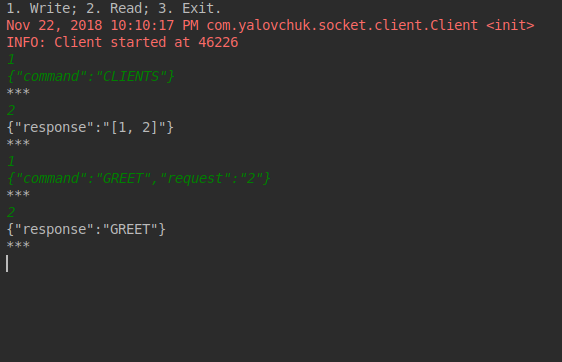 1. Write; 2. Read; 3. Exit.
Nov 22, 2018 10:10:17 PM com.yalovchuk.socket.client.Client <init>
INFO: Client started at 46226
1
{"command":"CLIENTS"}
***
2
{"response":"[1, 2]"}
***
1
{"command":"GREET","request":"2"}
***
2
{"response":"GREET"}
***